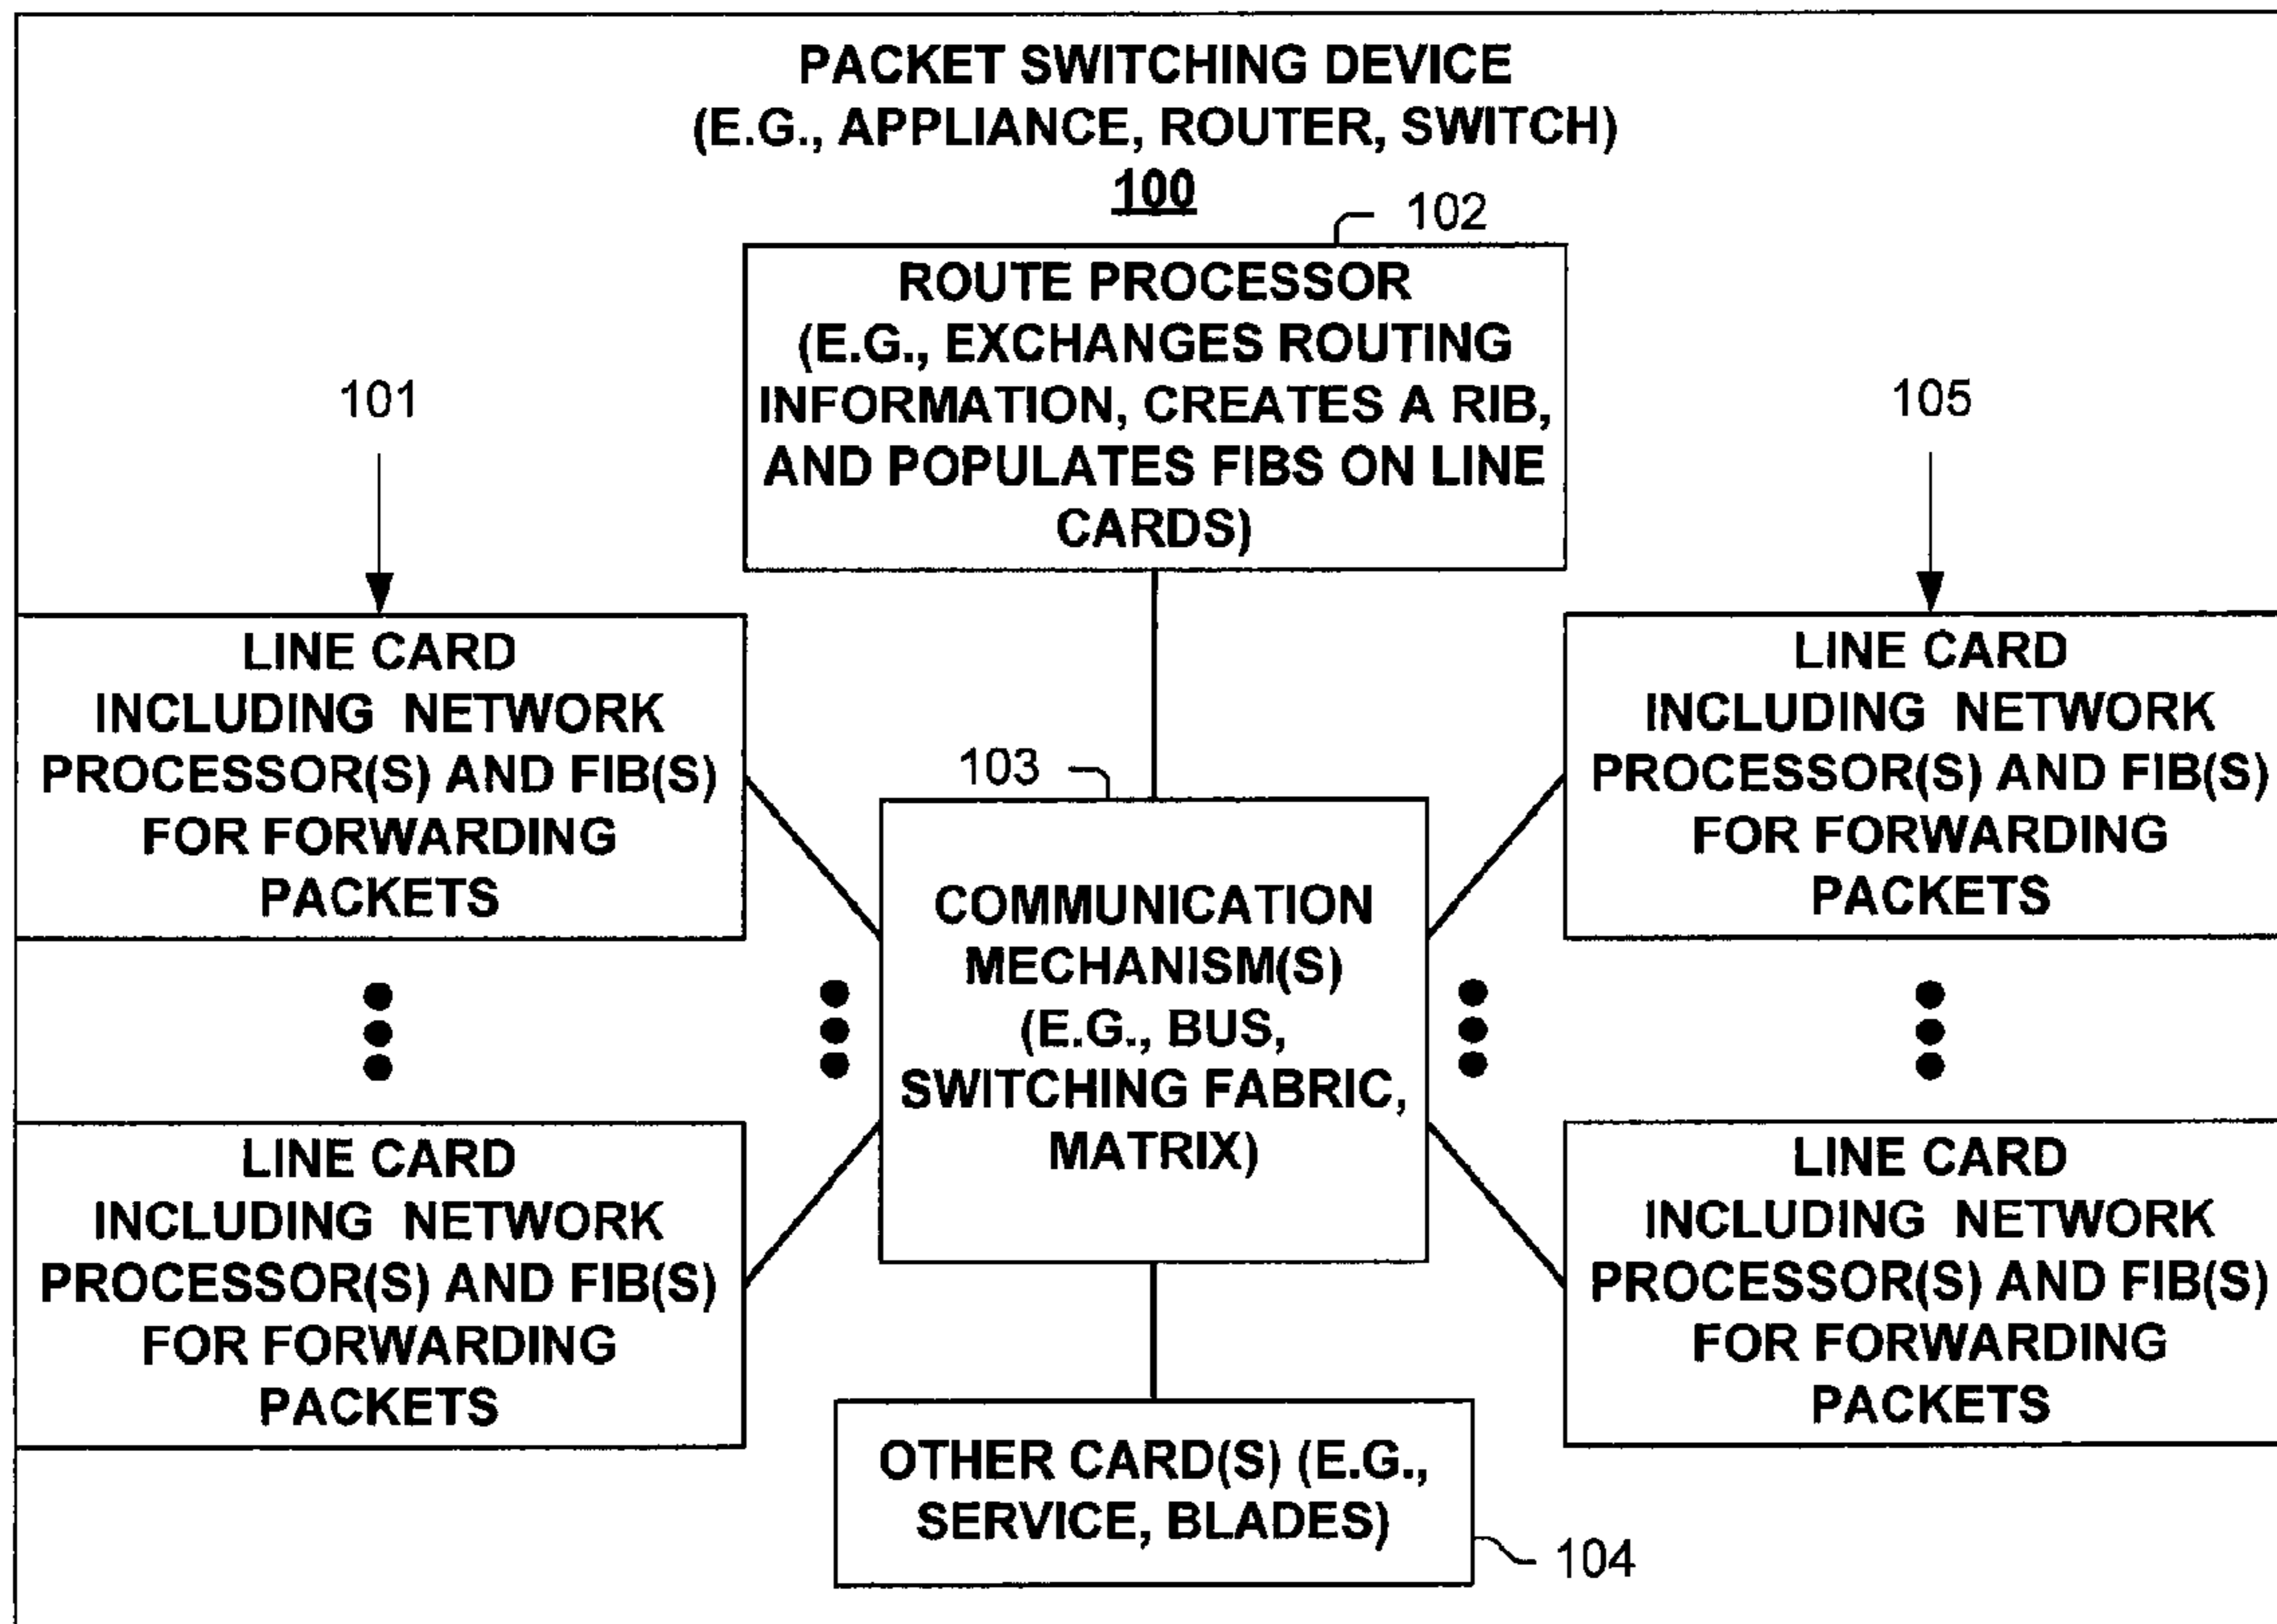 PACKET SWITCHING DEVICE
(E.G., APPLIANCE, ROUTER, SWITCH)
100
102
ROUTE PROCESSOR
(E.G., EXCHANGES ROUTING
INFORMATION, CREATES A RIB,
AND POPULATES FIBS ON LINE
CARDS)
101
105
LINE CARD
INCLUDING NETWORK
PROCESSOR(S) AND FIB(S)
FOR FORWARDING
PACKETS
LINE CARD
INCLUDING NETWORK
PROCESSOR(S) AND FIB(S)
FOR FORWARDING
PACKETS
103
COMMUNICATION
MECHANISM(S)
(E.G., BUS,
SWITCHING FABRIC,
MATRIX)
LINE CARD
INCLUDING NETWORK
PROCESSOR(S) AND FIB(S)
FOR FORWARDING
PACKETS
LINE CARD
INCLUDING NETWORK
PROCESSOR(S) AND FIB(S)
FOR FORWARDING
PACKETS
OTHER CARD(S) (E.G.,
SERVICE, BLADES)
104